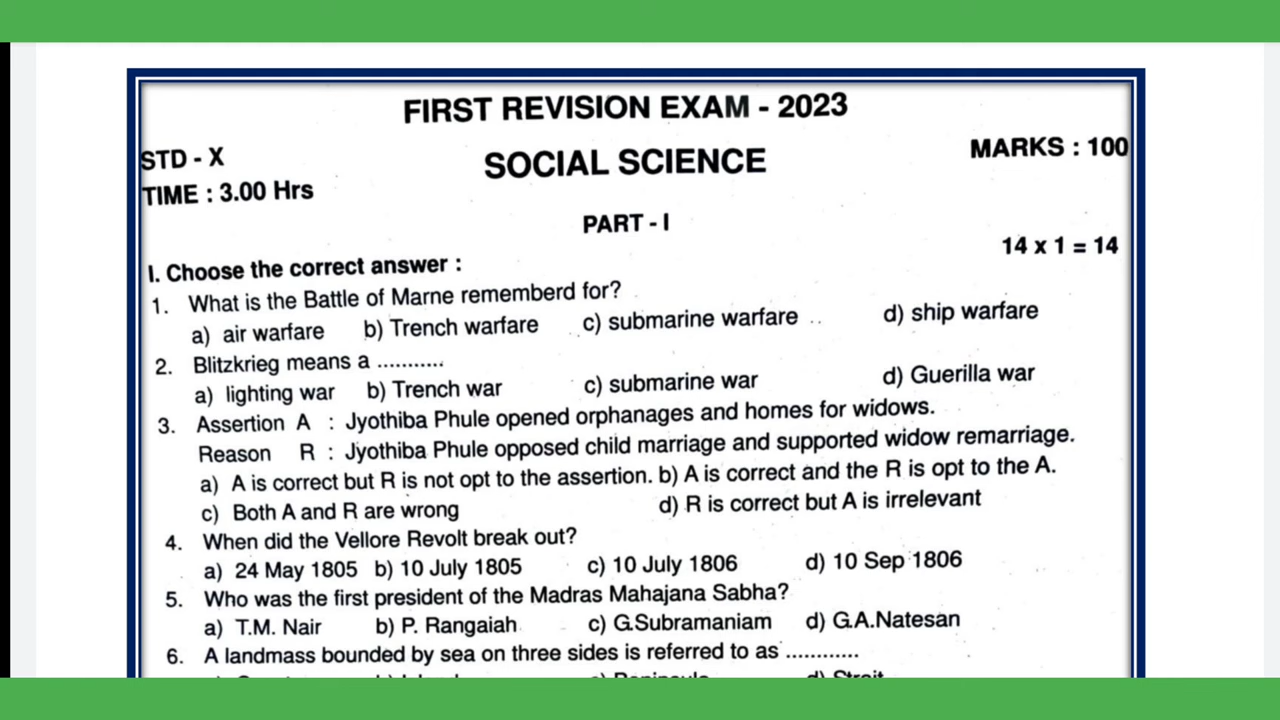 FIRST REVISION EXAM - 2023
STD - X
SOCIAL SCIENCE
MARKS : 100
TIME : 3.00 Hrs
PART - I
14 x 1 = 14
I. Choose the correct answer :
1. What is the Battle of Marne rememberd for?
a) air warfare b) Trench warfare c) submarine warfare .. d) ship warfare
2. Blitzkrieg means a ...........
a) lighting war b) Trench war c) submarine war d) Guerilla war
3. Assertion A : Jyothiba Phule opened orphanages and homes for widows.
Reason R : Jyothiba Phule opposed child marriage and supported widow remarriage.
a) A is correct but R is not opt to the assertion. b) A is correct and the R is opt to the A.
c) Both A and R are wrong d) R is correct but A is irrelevant
4. When did the Vellore Revolt break out?
a) 24 May 1805 b) 10 July 1805 c) 10 July 1806 d) 10 Sep 1806
5. Who was the first president of the Madras Mahajana Sabha?
a) T.M. Nair b) P. Rangaiah c) G.Subramaniam d) G.A.Natesan
6. A landmass bounded by sea on three sides is referred to as ............
c) Peninsula d) Strait